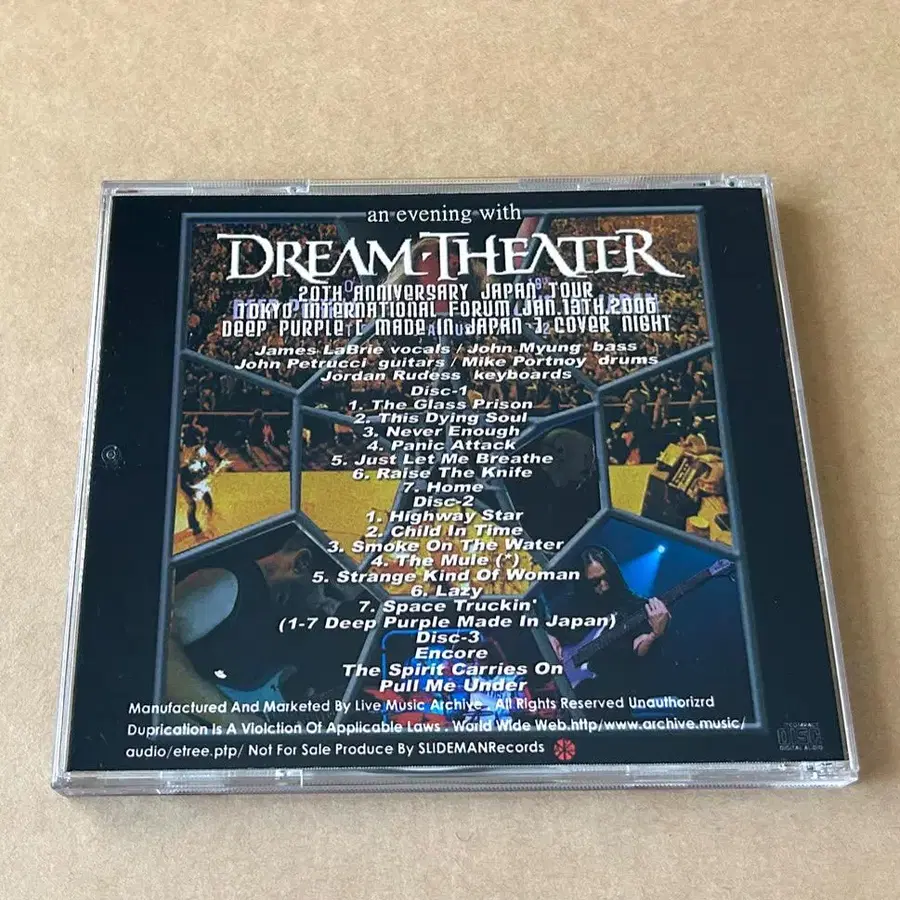 an evening with
DREAM THEATER
20TH ANNIVERSARY JAPAN TOUR
TOKYO INTERNATIONAL FORUM (JAN.13TH.2006
DEEP PURPLE [ MADE IN JAPAN ] COVER NIGHT
James LaBrie vocals / John Myung bass
John Petrucci guitars / Mike Portnoy drums
Jordan Rudess keyboards
Disc-1
1. The Glass Prison
2. This Dying Soul
3. Never Enough
4. Panic Attack
5. Just Let Me Breathe
6. Raise The Knife
7. Home
Disc-2
1. Highway Star
2. Child In Time
3. Smoke On The Water
4. The Mule (*)
5. Strange Kind Of Woman
6. Lazy
7. Space Truckin'
(1-7 Deep Purple Made In Japan)
Disc-3
Encore
The Spirit Carries On
Pull Me Under
Manufactured And Marketed By Live Music Archive . All Rights Reserved Unauthorizrd
Duprication Is A Violction Of Applicable Laws . World Wide Web.http/www.archive.music/
audio/etree.ptp/ Not For Sale Produce By SLIDEMANRecords
COMPACT
DISC
DIGITAL AUDIO